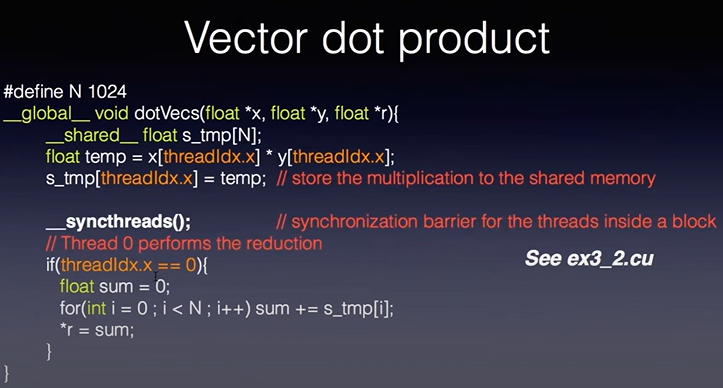 Vector dot product
#define N 1024
__global__ void dotVecs(float *x, float *y, float *r){
__shared__ float s_tmp[N];
float temp = x[threadIdx.x] * y[threadIdx.x];
s_tmp[threadIdx.x] = temp; // store the multiplication to the shared memory
__syncthreads(); // synchronization barrier for the threads inside a block
// Thread 0 performs the reduction
if(threadIdx.x == 0){
See ex3_2.cu
float sum = 0;
for(int i = 0 ; i < N ; i++) sum += s_tmp[i];
*r = sum;
}
}